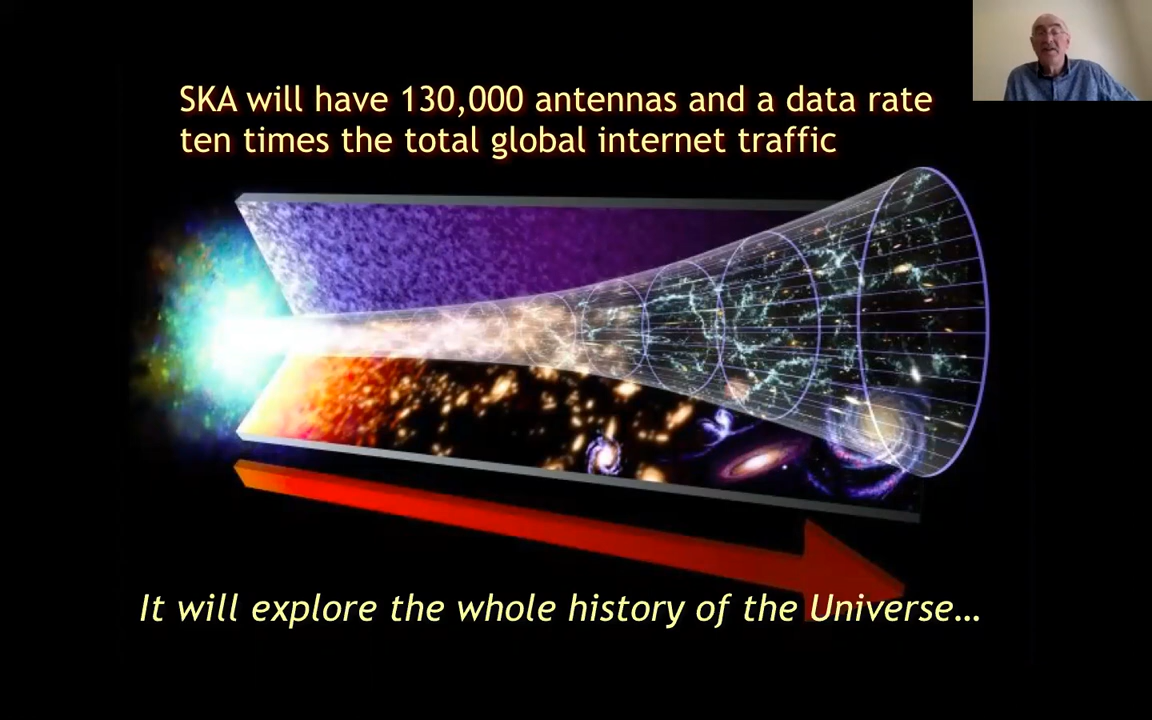 SKA will have 130,000 antennas and a data rate
ten times the total global internet traffic
It will explore the whole history of the Universe…